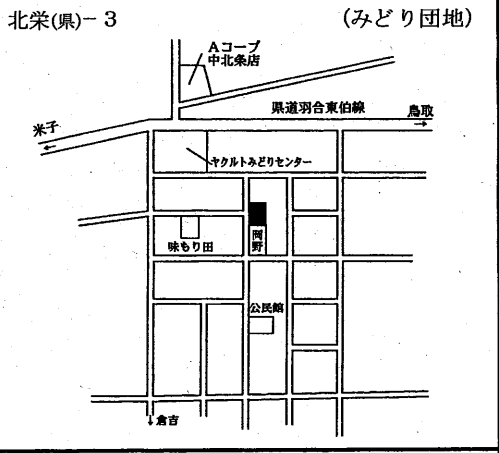 北栄(県)-3
(みどり団地)
Aコープ
中北条店
県道羽合東伯線
鳥取
→
米子
←
ヤクルトみどりセンター
味もり田
岡野
公民館
↓倉吉